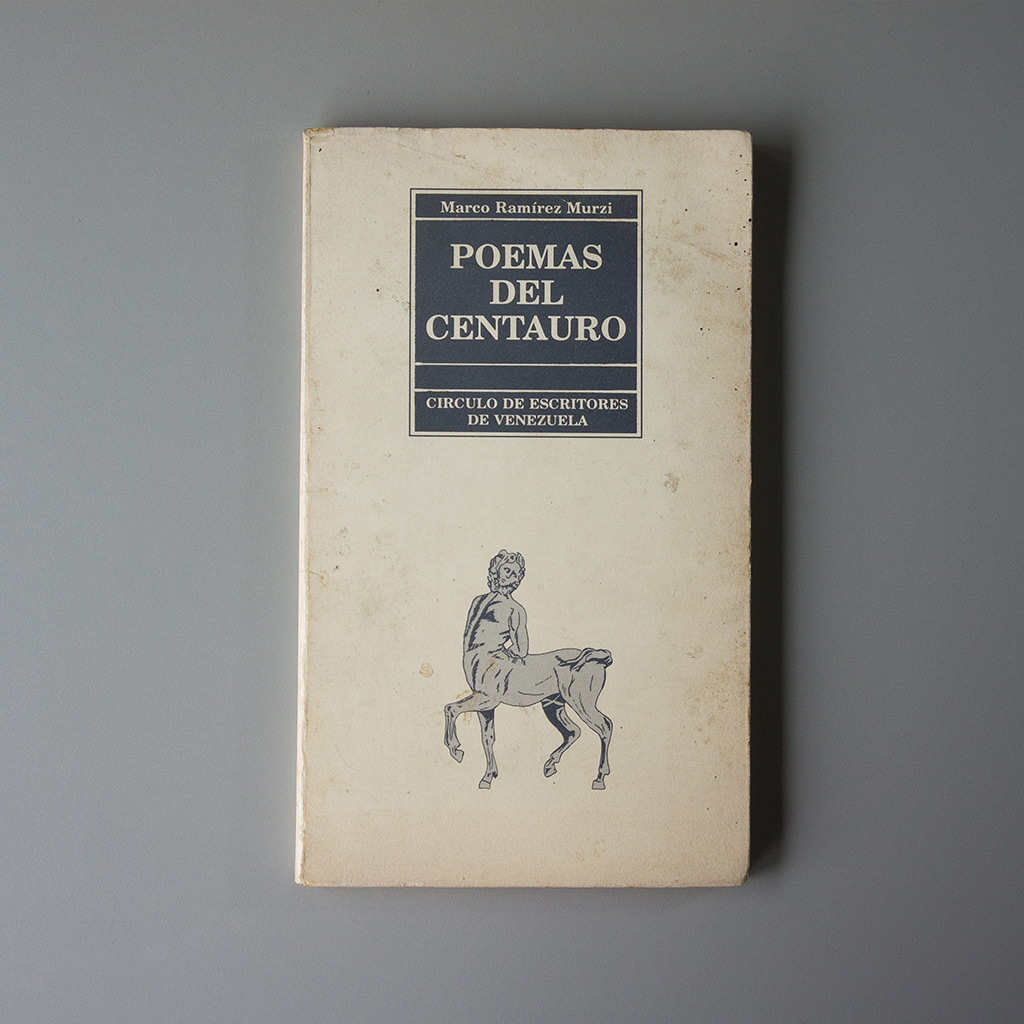 Marco Ramírez Murzi
POEMAS
DEL
CENTAURO
CIRCULO DE ESCRITORES
DE VENEZUELA